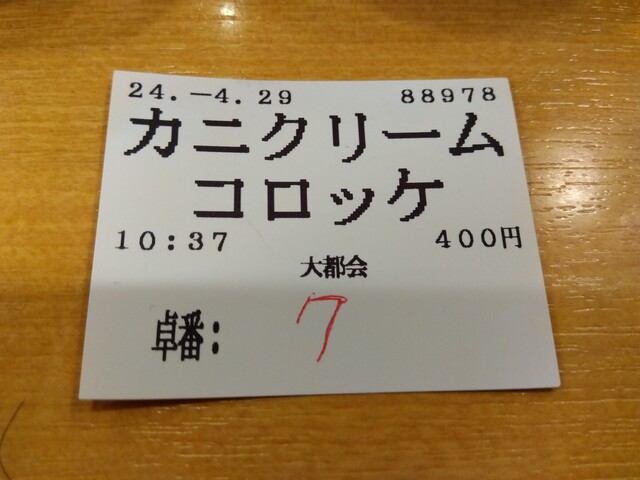 24.-4.29 88978
カニクリーム
コロッケ
10:37 400円
大都会
卓番: 7